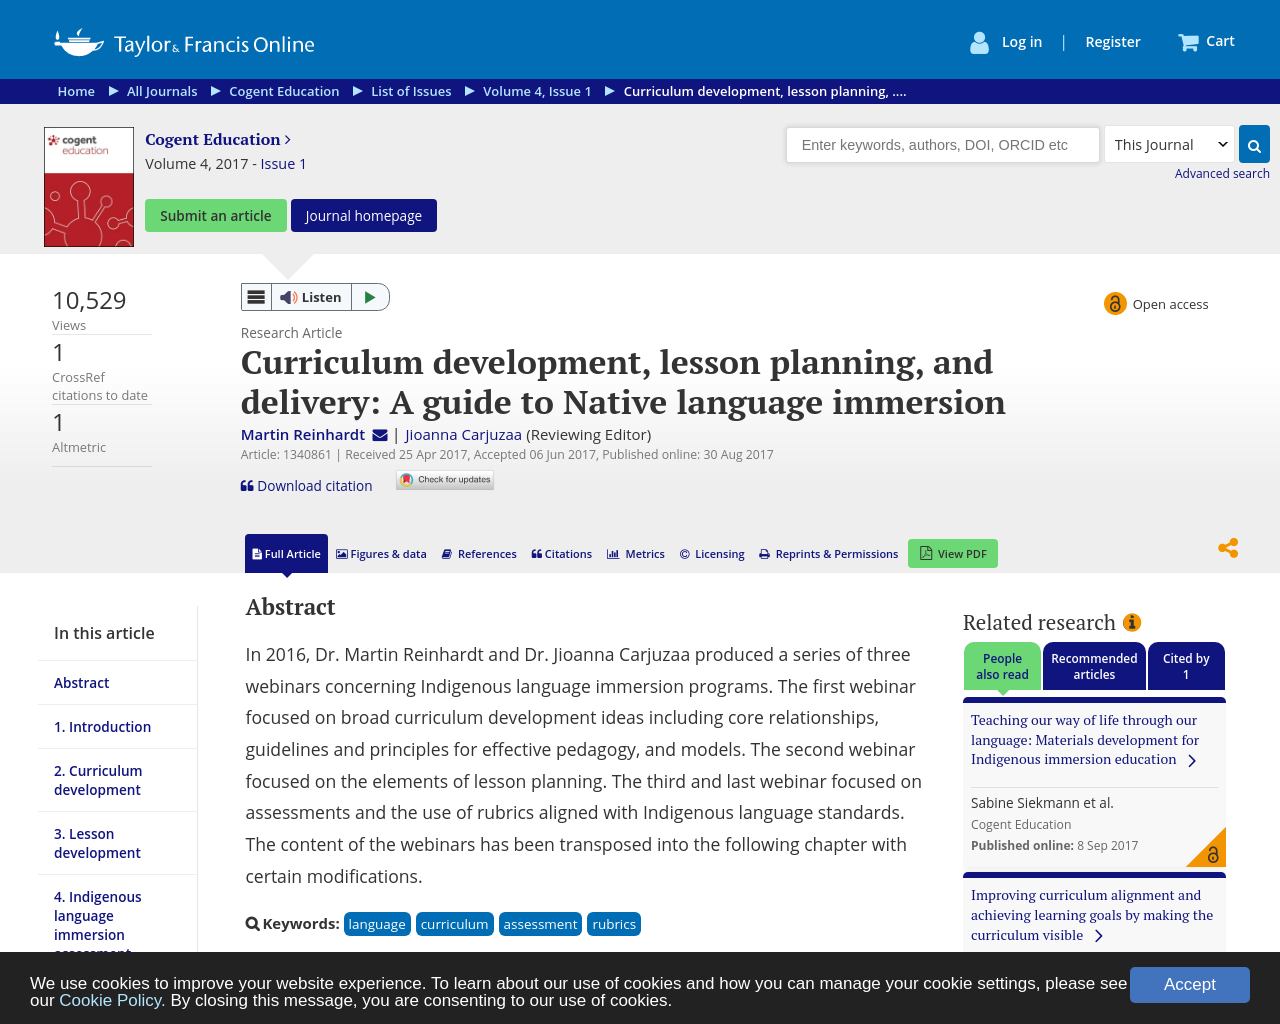 Taylor & Francis Online
Log in
Register
Cart
Home
All Journals
Cogent Education
List of Issues
Volume 4, Issue 1
Curriculum development, lesson planning, ....
cogent
education
Cogent Education
Volume 4, 2017 - Issue 1
Submit an article
Journal homepage
Enter keywords, authors, DOI, ORCID etc
This Journal
Advanced search
10,529
Views
1
CrossRef
citations to date
1
Altmetric
Listen
Open access
Research Article
Curriculum development, lesson planning, and
delivery: A guide to Native language immersion
Martin Reinhardt | Jioanna Carjuzaa (Reviewing Editor)
Article: 1340861 | Received 25 Apr 2017, Accepted 06 Jun 2017, Published online: 30 Aug 2017
Download citation
Check for updates
Full Article
Figures & data
References
Citations
Metrics
Licensing
Reprints & Permissions
View PDF
In this article
Abstract
1. Introduction
2. Curriculum
development
3. Lesson
development
4. Indigenous
language
immersion
assessment
Abstract
In 2016, Dr. Martin Reinhardt and Dr. Jioanna Carjuzaa produced a series of three
webinars concerning Indigenous language immersion programs. The first webinar
focused on broad curriculum development ideas including core relationships,
guidelines and principles for effective pedagogy, and models. The second webinar
focused on the elements of lesson planning. The third and last webinar focused on
assessments and the use of rubrics aligned with Indigenous language standards.
The content of the webinars has been transposed into the following chapter with
certain modifications.
Keywords: language curriculum assessment rubrics
Related research
People
also read
Recommended
articles
Cited by
1
Teaching our way of life through our
language: Materials development for
Indigenous immersion education
Sabine Siekmann et al.
Cogent Education
Published online: 8 Sep 2017
Improving curriculum alignment and
achieving learning goals by making the
curriculum visible
We use cookies to improve your website experience. To learn about our use of cookies and how you can manage your cookie settings, please see
our Cookie Policy. By closing this message, you are consenting to our use of cookies.
Accept